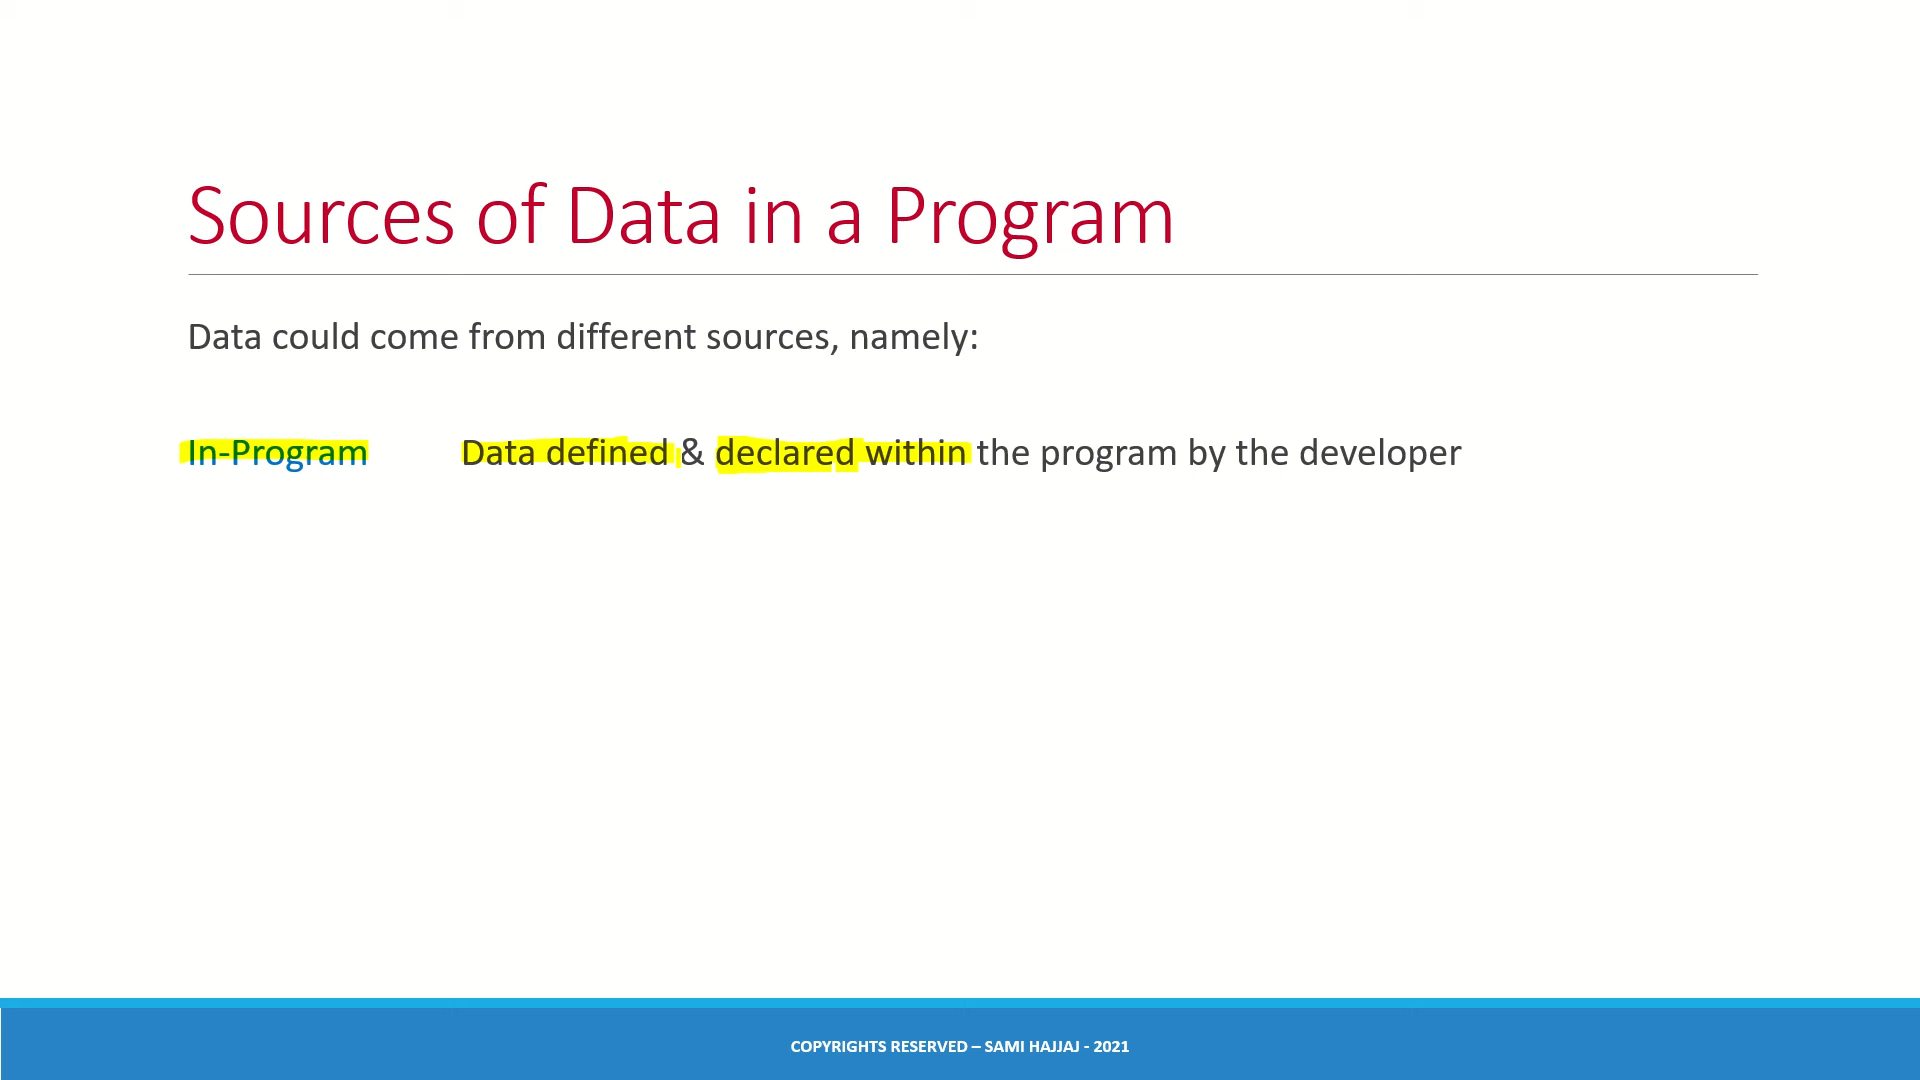 Sources of Data in a Program
Data could come from different sources, namely:
In-Program Data defined & declared within the program by the developer
COPYRIGHTS RESERVED – SAMI HAJJAJ - 2021